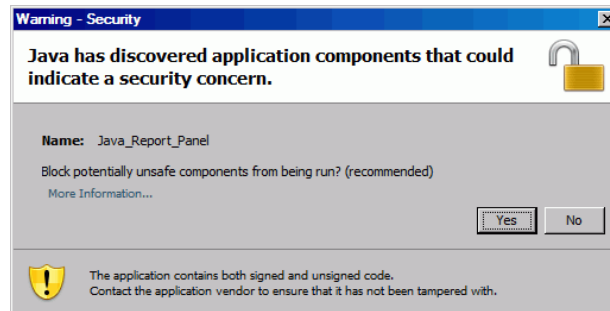 Warning - Security
Java has discovered application components that could
indicate a security concern.
Name: Java_Report_Panel
Block potentially unsafe components from being run? (recommended)
More Information...
Yes No
The application contains both signed and unsigned code.
Contact the application vendor to ensure that it has not been tampered with.